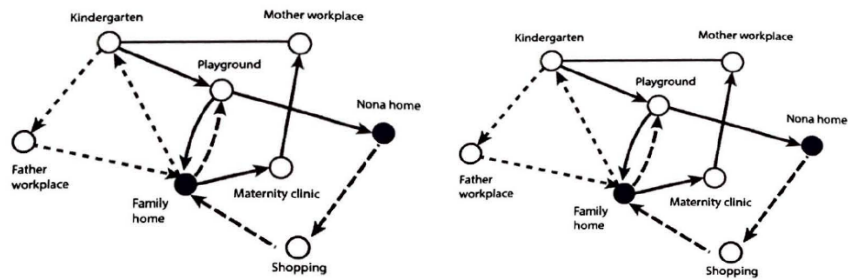 Mother workplace
Kindergarten
Playground
Nona home
Father
workplace
Family
home
Maternity clinic
Shopping
Mother workplace
Kindergarten
Playground
Nona home
Father
workplace
Maternity clinic
Family
home
Shopping